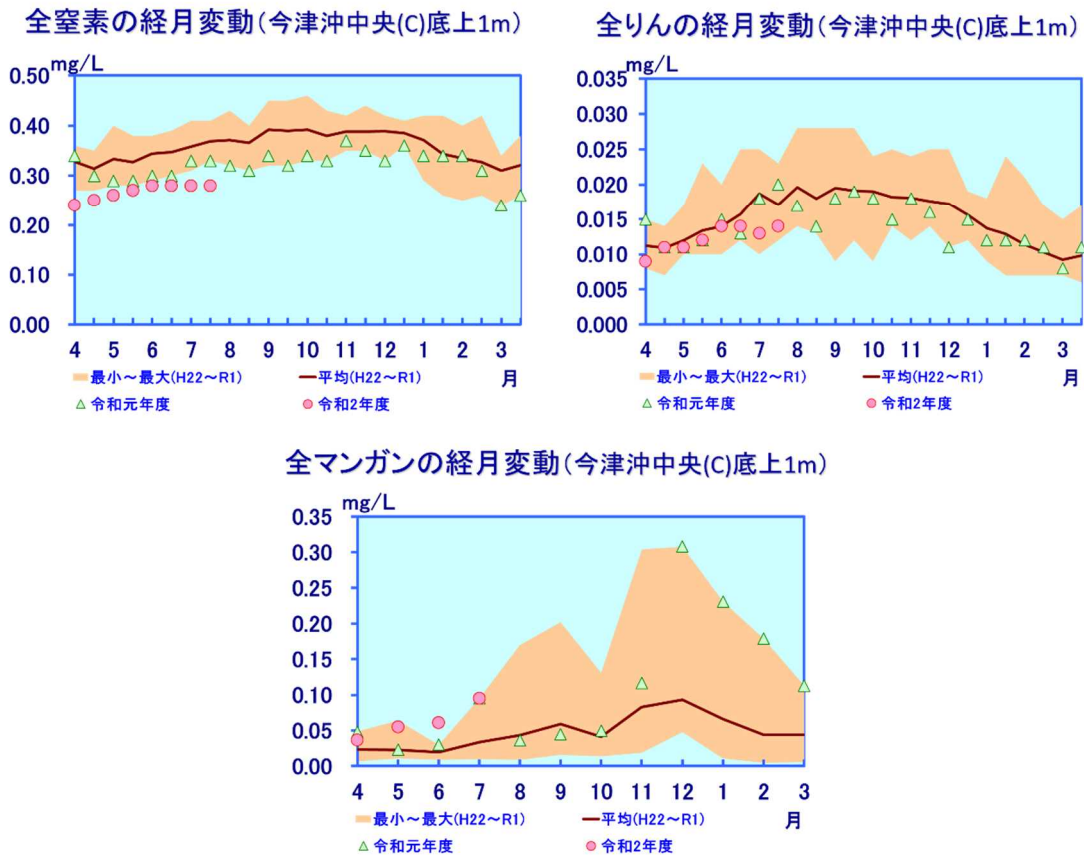 全窒素の経月変動(今津沖中央(C)底上1m)
mg/L
0.50
0.40
0.30
0.20
0.10
0.00
4 5 6 7 8 9 10 11 12 1 2 3
月
最小~最大(H22~R1)
平均(H22~R1)
令和元年度
令和2年度
全りんの経月変動(今津沖中央(C)底上1m)
mg/L
0.035
0.030
0.025
0.020
0.015
0.010
0.005
0.000
4 5 6 7 8 9 10 11 12 1 2 3
月
最小~最大(H22~R1)
平均(H22~R1)
令和元年度
令和2年度
全マンガンの経月変動(今津沖中央(C)底上1m)
mg/L
0.35
0.30
0.25
0.20
0.15
0.10
0.05
0.00
4 5 6 7 8 9 10 11 12 1 2 3
月
最小~最大(H22~R1)
平均(H22~R1)
令和元年度
令和2年度